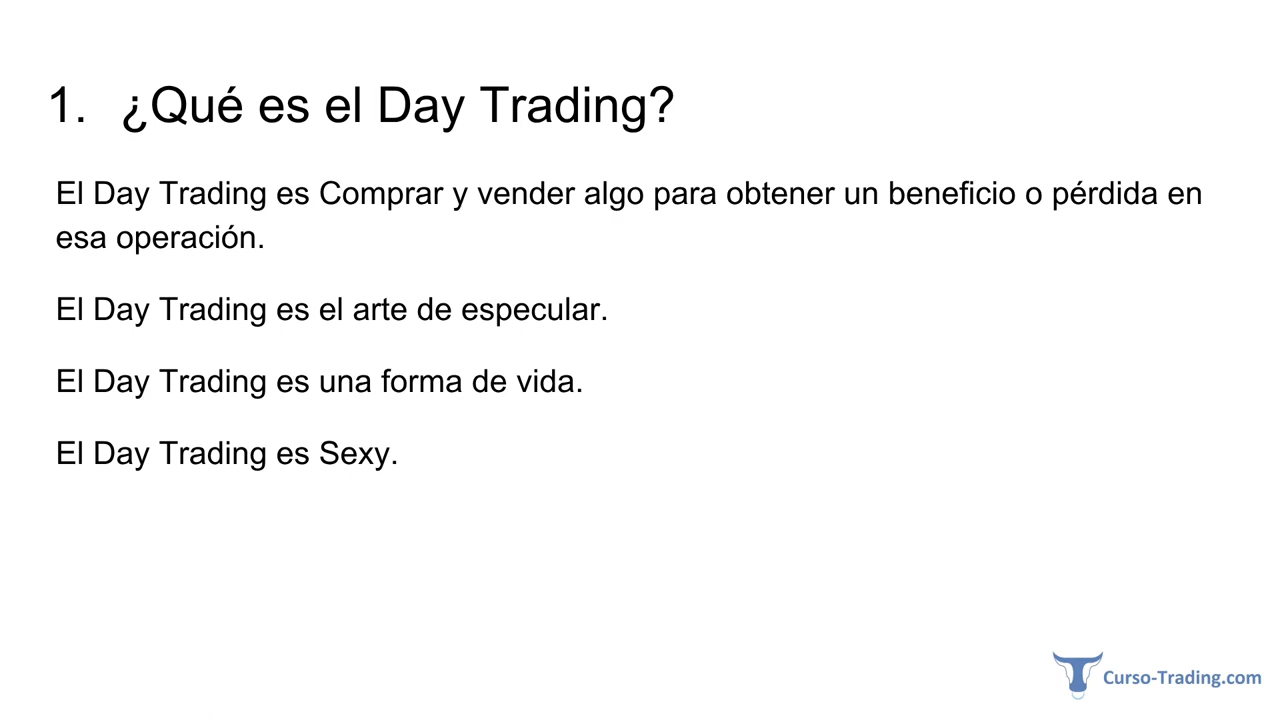 1. ¿Qué es el Day Trading?
El Day Trading es Comprar y vender algo para obtener un beneficio o pérdida en
esa operación.
El Day Trading es el arte de especular.
El Day Trading es una forma de vida.
El Day Trading es Sexy.
Curso-Trading.com